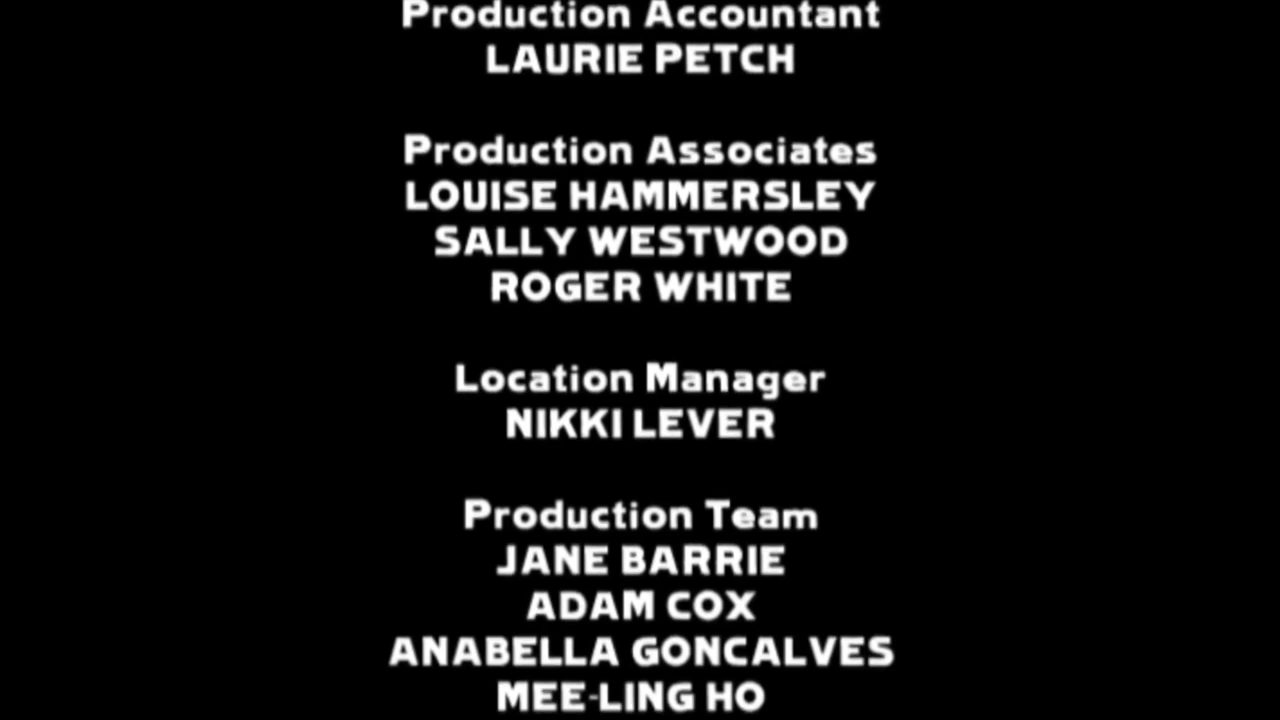 Production Accountant
LAURIE PETCH
Production Associates
LOUISE HAMMERSLEY
SALLY WESTWOOD
ROGER WHITE
Location Manager
NIKKI LEVER
Production Team
JANE BARRIE
ADAM COX
ANABELLA GONCALVES
MEE-LING HO